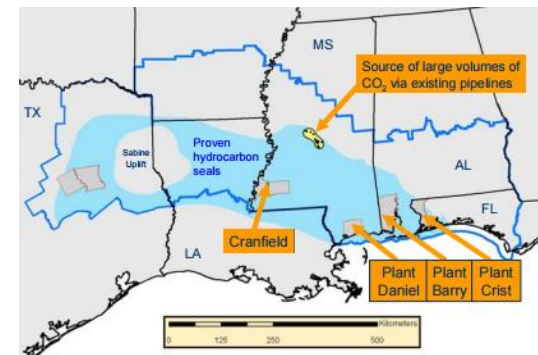 MS
Source of large volumes of
CO2 via existing pipelines
TX
Sabine
Uplift
Proven
hydrocarbon
seals
AL
FL
Cranfield
LA
Plant
Daniel
Plant
Barry
Plant
Crist
Kilometers
0
125
250
500